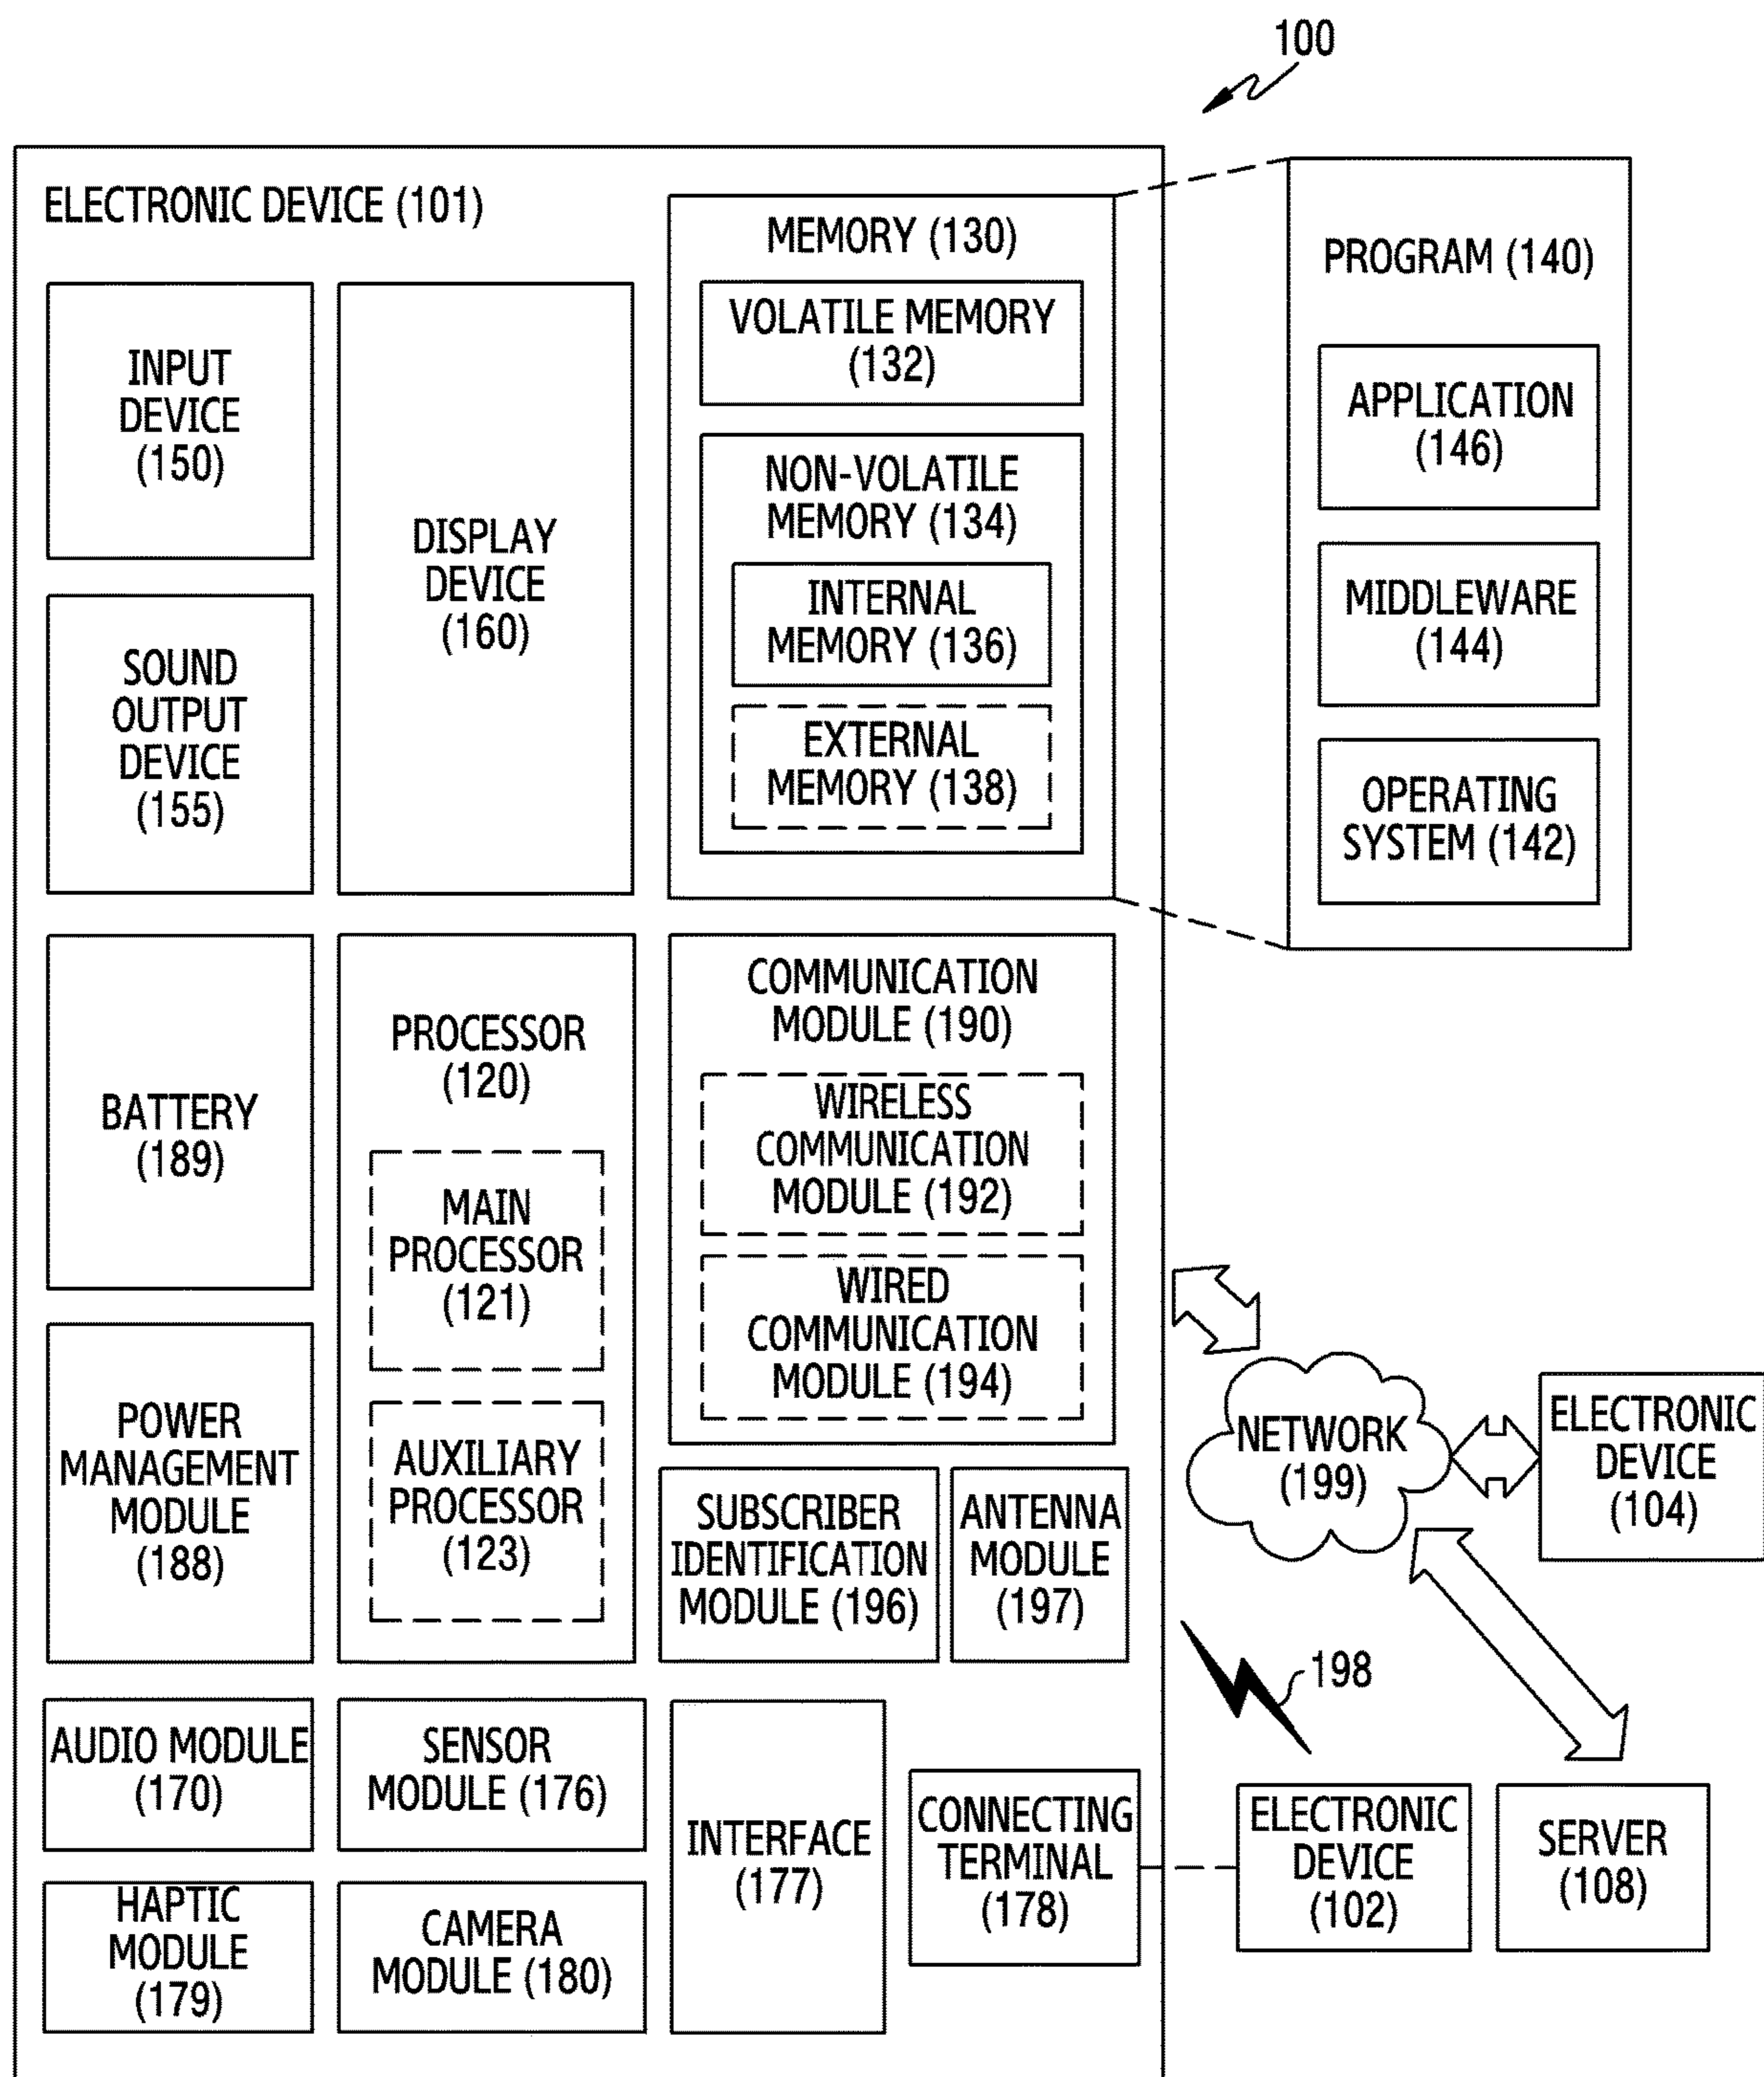 100
ELECTRONIC DEVICE (101)
INPUT
DEVICE
(150)
SOUND
OUTPUT
DEVICE
(155)
DISPLAY
DEVICE
(160)
MEMORY (130)
VOLATILE MEMORY
(132)
NON-VOLATILE
MEMORY (134)
INTERNAL
MEMORY (136)
EXTERNAL
MEMORY (138)
PROGRAM (140)
APPLICATION
(146)
MIDDLEWARE
(144)
OPERATING
SYSTEM (142)
BATTERY
(189)
POWER
MANAGEMENT
MODULE
(188)
PROCESSOR
(120)
MAIN
PROCESSOR
(121)
AUXILIARY
PROCESSOR
(123)
COMMUNICATION
MODULE (190)
WIRELESS
COMMUNICATION
MODULE (192)
WIRED
COMMUNICATION
MODULE (194)
SUBSCRIBER
IDENTIFICATION
MODULE (196)
ANTENNA
MODULE
(197)
NETWORK
(199)
ELECTRONIC
DEVICE
(104)
198
AUDIO MODULE
(170)
SENSOR
MODULE (176)
INTERFACE
(177)
CONNECTING
TERMINAL
(178)
ELECTRONIC
DEVICE
(102)
SERVER
(108)
HAPTIC
MODULE
(179)
CAMERA
MODULE (180)